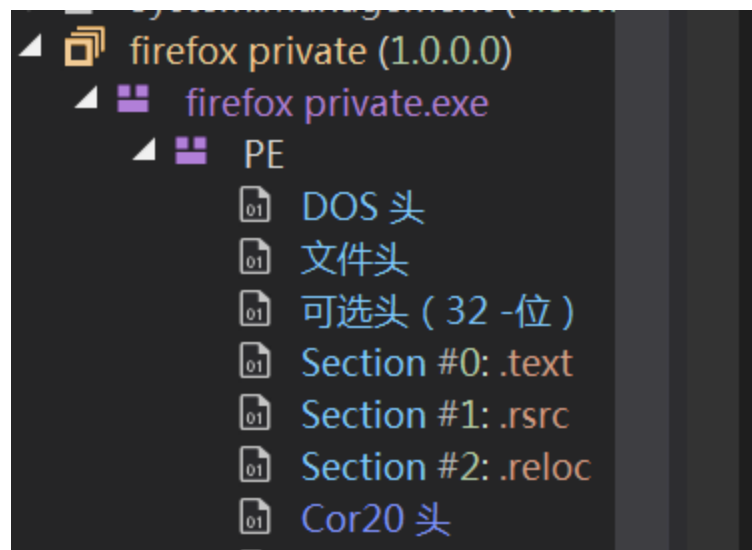 firefox private (1.0.0.0)
firefox private.exe
PE
DOS 头
文件头
可选头 ( 32 -位 )
Section #0: .text
Section #1: .rsrc
Section #2: .reloc
Cor20 头